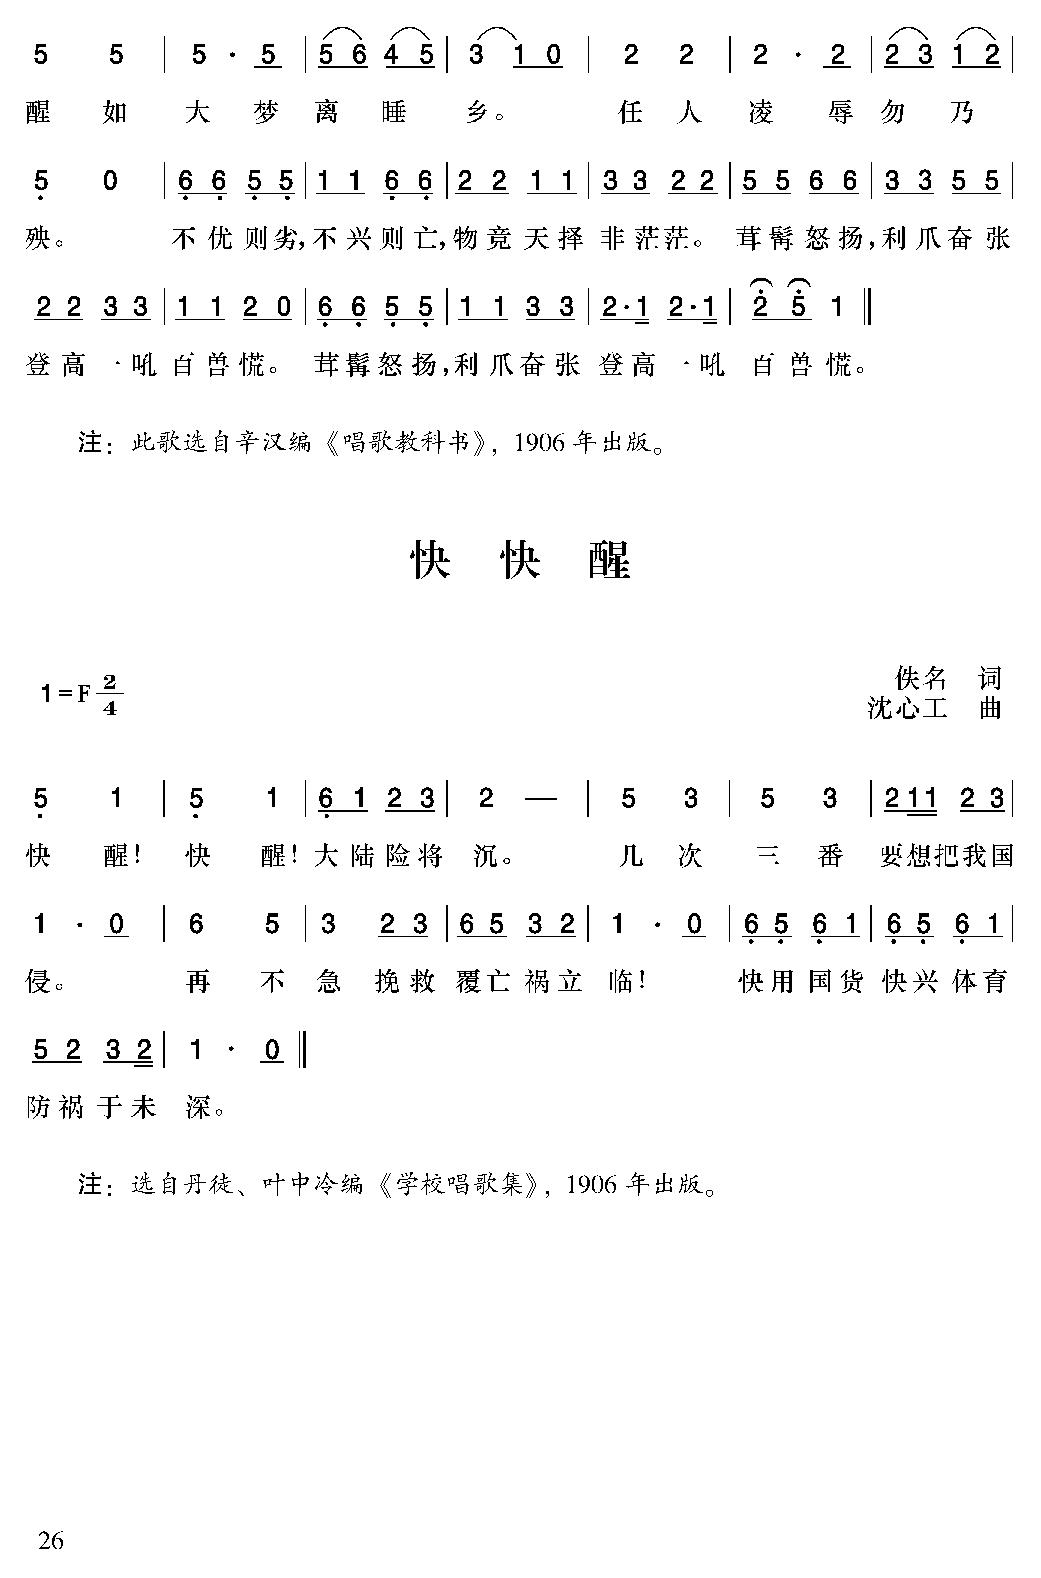 5 5 | 5 · 5 | 5 6 4 5 | 3 1 0 | 2 2 | 2 · 2 | 2 3 1 2 |
醒 如 大 梦 离 睡 乡。 任 人 凌 辱 勿 乃
5 0 | 6 6 5 5 | 1 1 6 6 | 2 2 1 1 | 3 3 2 2 | 5 5 6 6 | 3 3 5 5 |
殃。 不 优 则 劣,不 兴 则 亡,物 竞 天 择 非 茫茫。 茸 髯 怒 扬,利 爪 奋 张
2 2 3 3 | 1 1 2 0 | 6 6 5 5 | 1 1 3 3 | 2·1 2·1 | 2 5 1 ‖
登 高 一 吼 百 兽 慌。 茸 髯 怒 扬,利 爪 奋 张 登 高 一 吼 百 兽 慌。
注：此歌选自辛汉编《唱歌教科书》，1906 年出版。
快 快 醒
1=F 2/4
佚名 词
沈心工 曲
5 1 | 5 1 | 6 1 2 3 | 2 — | 5 3 | 5 3 | 2 1 1 2 3 |
快 醒！ 快 醒！大 陆 险 将 沉。 几 次 三 番 要想把我国
1 · 0 | 6 5 | 3 2 3 | 6 5 3 2 | 1 · 0 | 6 5 6 1 | 6 5 6 1 |
侵。 再 不 急 挽 救 覆 亡 祸 立 临！ 快 用 国 货 快 兴 体 育
5 2 3 2 | 1 · 0 ‖
防 祸 于 未 深。
注：选自丹徒、叶中冷编《学校唱歌集》，1906 年出版。
26